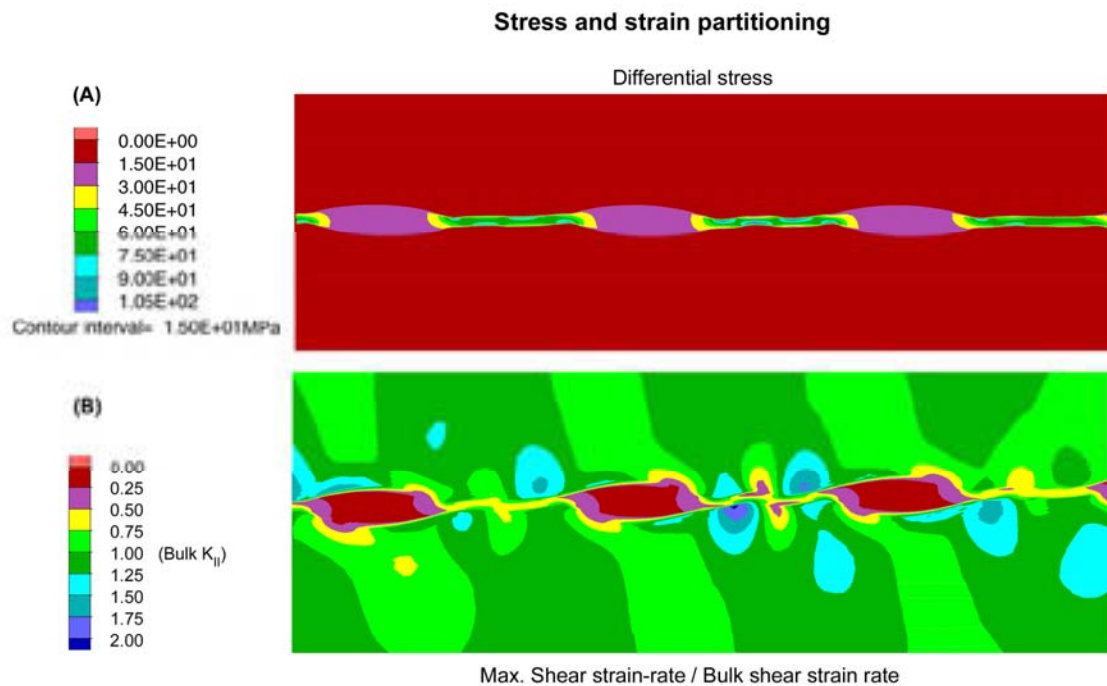 Stress and strain partitioning
Differential stress
(A)
0.00E+00
1.50E+01
3.00E+01
4.50E+01
6.00E+01
7.50E+01
9.00E+01
1.05E+02
Contour interval= 1.50E+01MPa
(B)
0.00
0.25
0.50
0.75
1.00 (Bulk KII)
1.25
1.50
1.75
2.00
Max. Shear strain-rate / Bulk shear strain rate